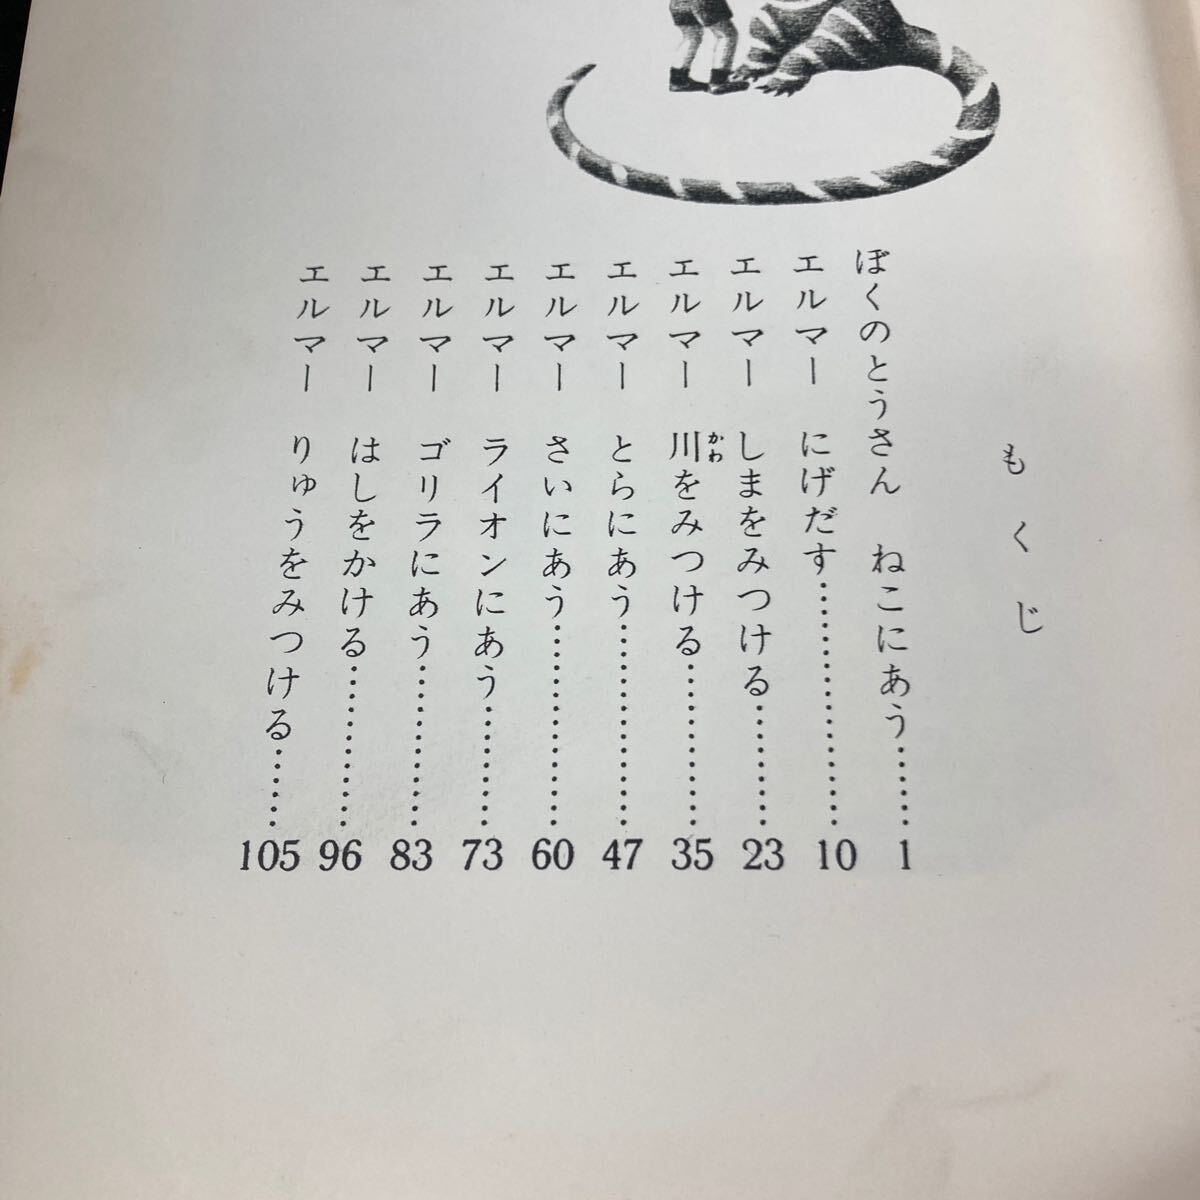 もくじ
ぼくのとうさん　ねこにあう………1
エルマー　にげだす………………10
エルマー　しまをみつける…………23
エルマー　川をみつける……………35
かわ
エルマー　とらにあう………………47
エルマー　さいにあう………………60
エルマー　ライオンにあう…………73
エルマー　ゴリラにあう……………83
エルマー　はしをかける……………96
エルマー　りゅうをみつける………105